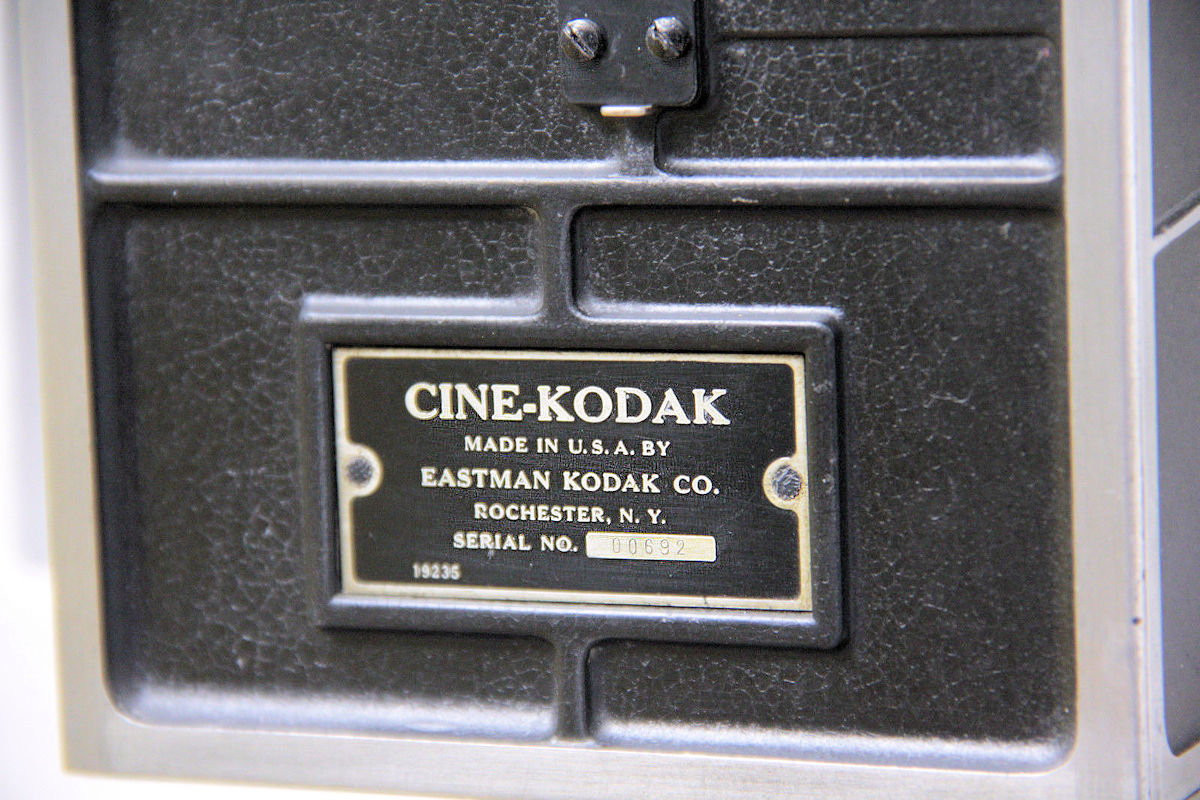 CINE-KODAK
MADE IN U.S.A. BY
EASTMAN KODAK CO.
ROCHESTER, N. Y.
SERIAL NO. 00692
19235